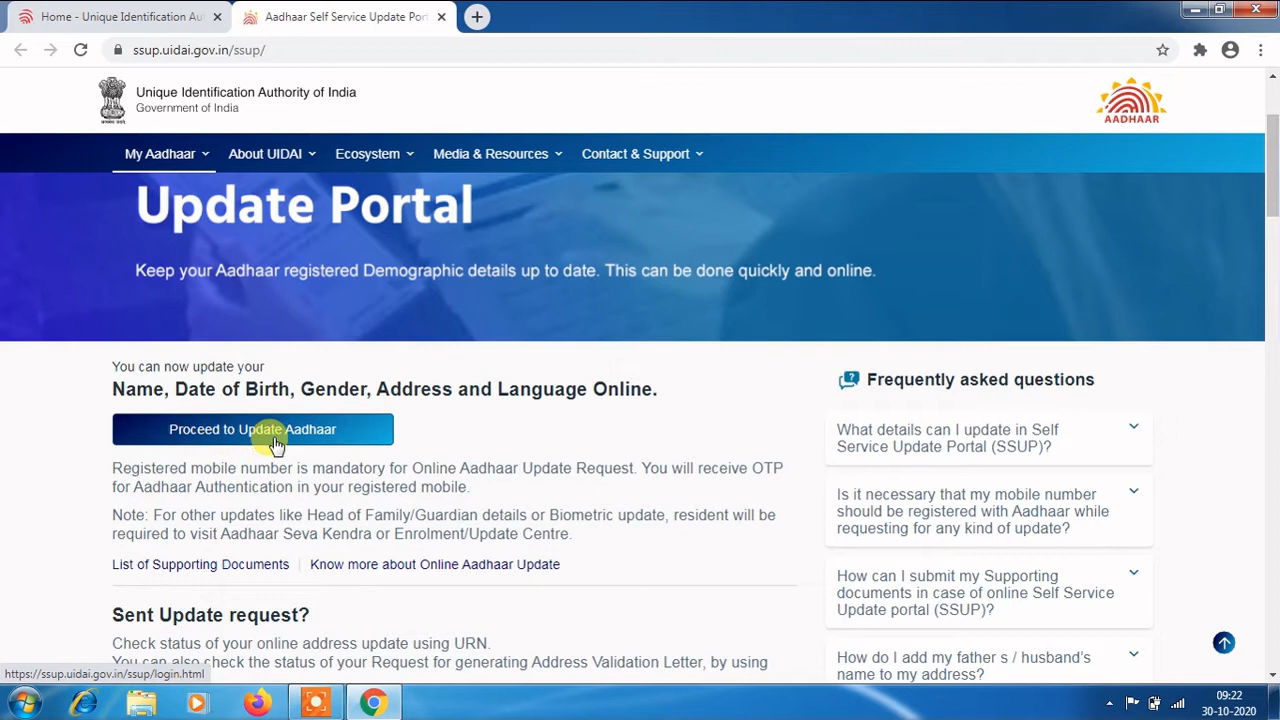 Home - Unique Identification Au
Aadhaar Self Service Update Por
ssup.uidai.gov.in/ssup/
Unique Identification Authority of India
Government of India
AADHAAR
My Aadhaar
About UIDAI
Ecosystem
Media & Resources
Contact & Support
Update Portal
Keep your Aadhaar registered Demographic details up to date. This can be done quickly and online.
You can now update your
Name, Date of Birth, Gender, Address and Language Online.
Proceed to Update Aadhaar
Registered mobile number is mandatory for Online Aadhaar Update Request. You will receive OTP
for Aadhaar Authentication in your registered mobile.
Note: For other updates like Head of Family/Guardian details or Biometric update, resident will be
required to visit Aadhaar Seva Kendra or Enrolment/Update Centre.
List of Supporting Documents
Know more about Online Aadhaar Update
Sent Update request?
Check status of your online address update using URN.
You can also check the status of your Request for generating Address Validation Letter, by using
Frequently asked questions
What details can I update in Self
Service Update Portal (SSUP)?
Is it necessary that my mobile number
should be registered with Aadhaar while
requesting for any kind of update?
How can I submit my Supporting
documents in case of online Self Service
Update portal (SSUP)?
How do I add my father s / husband's
name to my address?
https://ssup.uidai.gov.in/ssup/login.html
09:22
30-10-2020